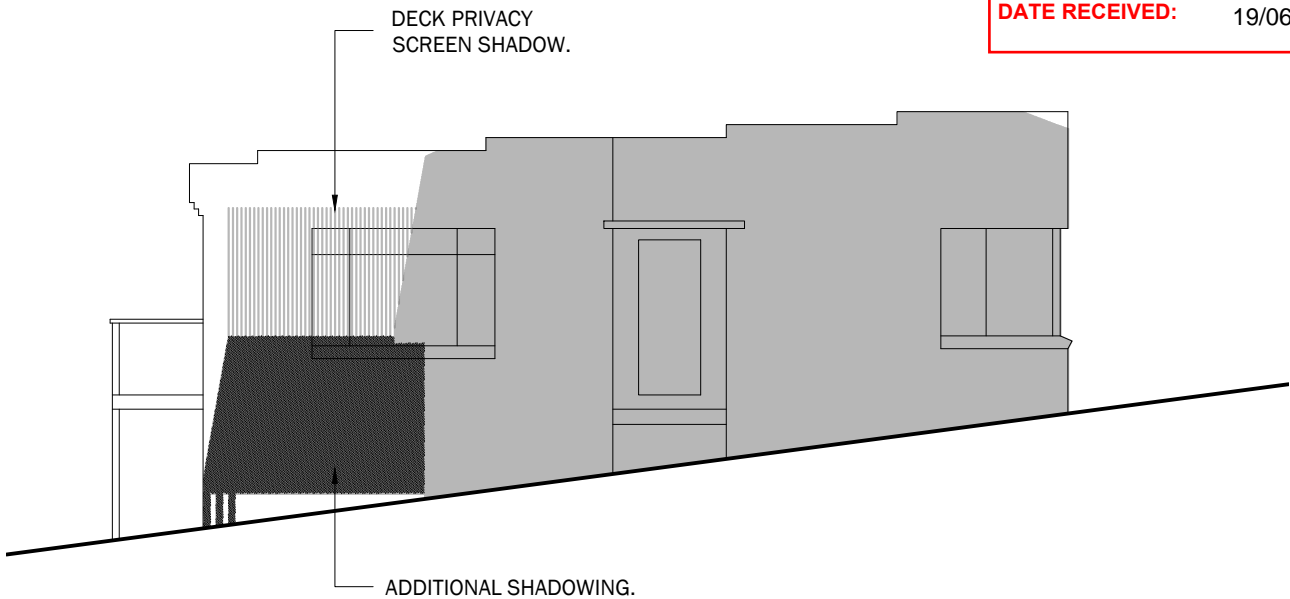 DECK PRIVACY
SCREEN SHADOW.
DATE RECEIVED: 19/06
ADDITIONAL SHADOWING.